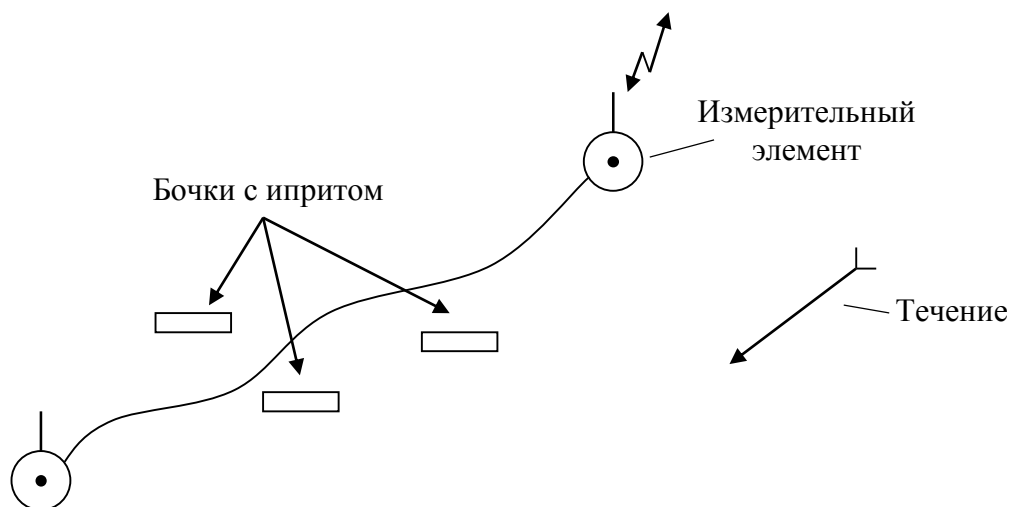 Измерительный
элемент
Бочки с ипритом
Течение